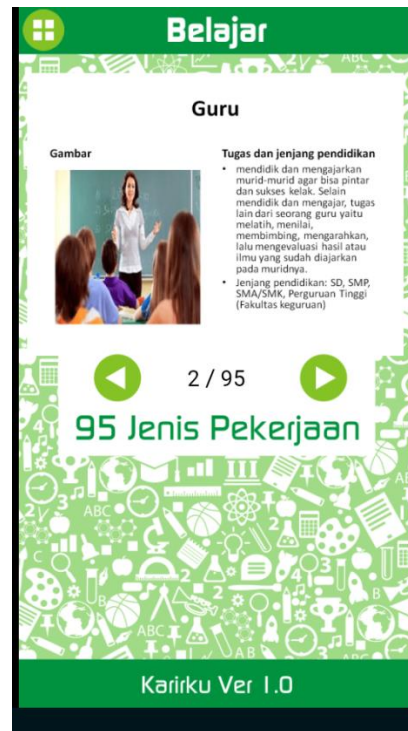 Belajar
Guru
Gambar
Tugas dan jenjang pendidikan
• mendidik dan mengajarkan
murid-murid agar bisa pintar
dan sukses kelak. Selain
mendidik dan mengajar, tugas
lain dari seorang guru yaitu
melatih, menilai,
membimbing, mengarahkan,
lalu mengevaluasi hasil atau
ilmu yang sudah diajarkan
pada muridnya.
• Jenjang pendidikan: SD, SMP,
SMA/SMK, Perguruan Tinggi
(Fakultas keguruan)
2 / 95
95 Jenis Pekerjaan
ABC
ABC
Karirku Ver 1.0